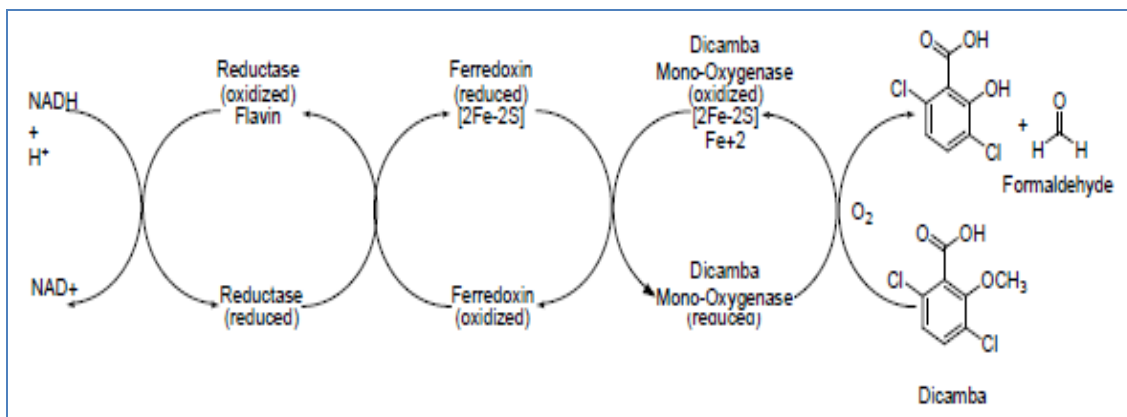 NADH
+
H+
NAD+
Reductase
(oxidized)
Flavin
Reductase
(reduced)
Ferredoxin
(reduced)
[2Fe-2S]
Ferredoxin
(oxidized)
Dicamba
Mono-Oxygenase
(oxidized)
[2Fe-2S]
Fe+2
Dicamba
Mono-Oxygenase
(reduced)
O2
O OH
Cl OH
Cl
+
O
H H
Formaldehyde
O OH
Cl OCH3
Cl
Dicamba